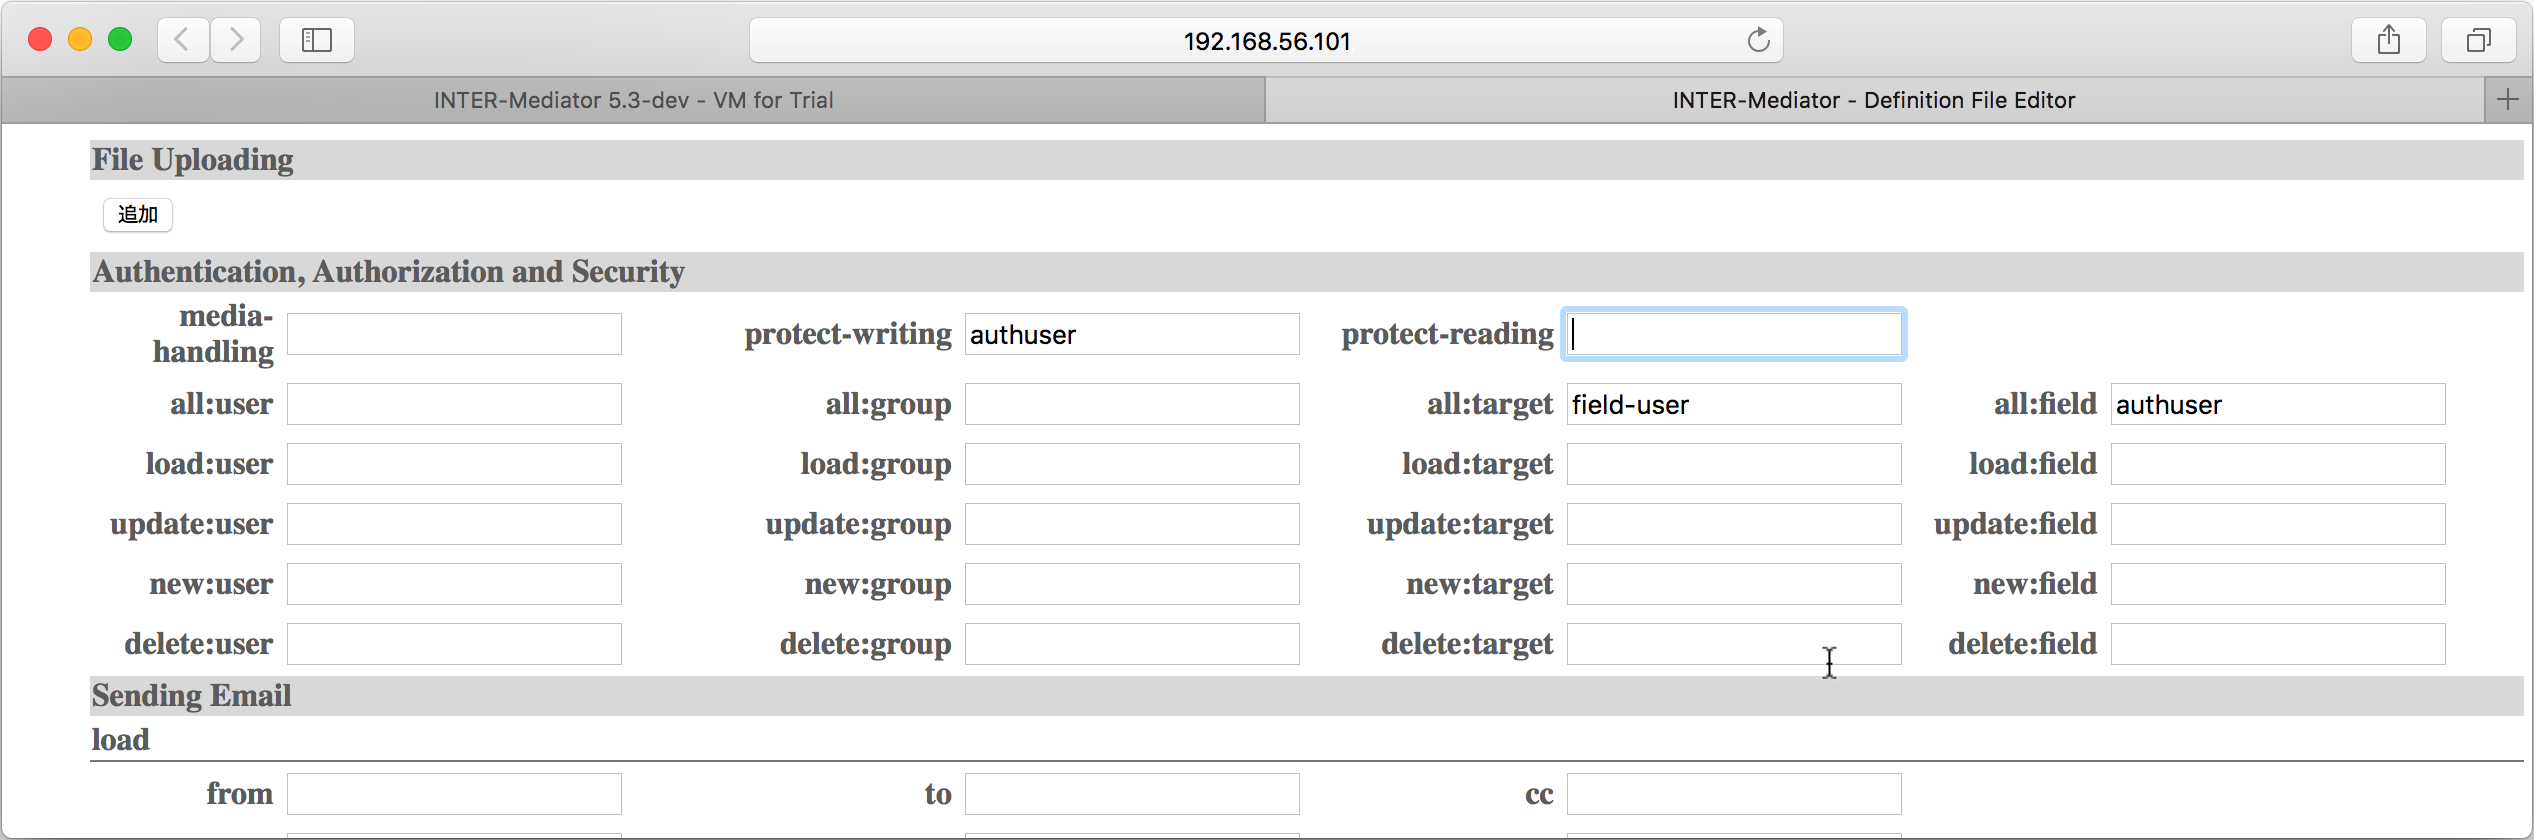 192.168.56.101
INTER-Mediator 5.3-dev - VM for Trial
INTER-Mediator - Definition File Editor
File Uploading
追加
Authentication, Authorization and Security
media-
handling
protect-writing authuser
protect-reading
all:user
all:group
all:target field-user
all:field authuser
load:user
load:group
load:target
load:field
update:user
update:group
update:target
update:field
new:user
new:group
new:target
new:field
delete:user
delete:group
delete:target
delete:field
Sending Email
load
from
to
cc